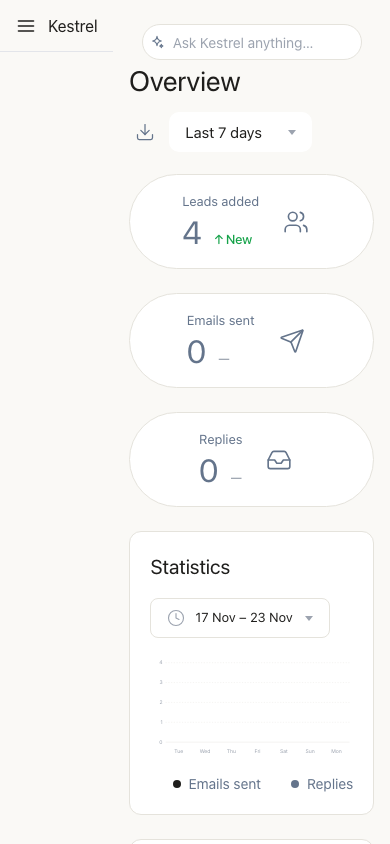 Kestrel
Ask Kestrel anything...
Overview
Last 7 days
Leads added
4 ↑ New
Emails sent
0 –
Replies
0 –
Statistics
17 Nov – 23 Nov
4
3
2
1
0
Tue Wed Thu Fri Sat Sun Mon
Emails sent Replies